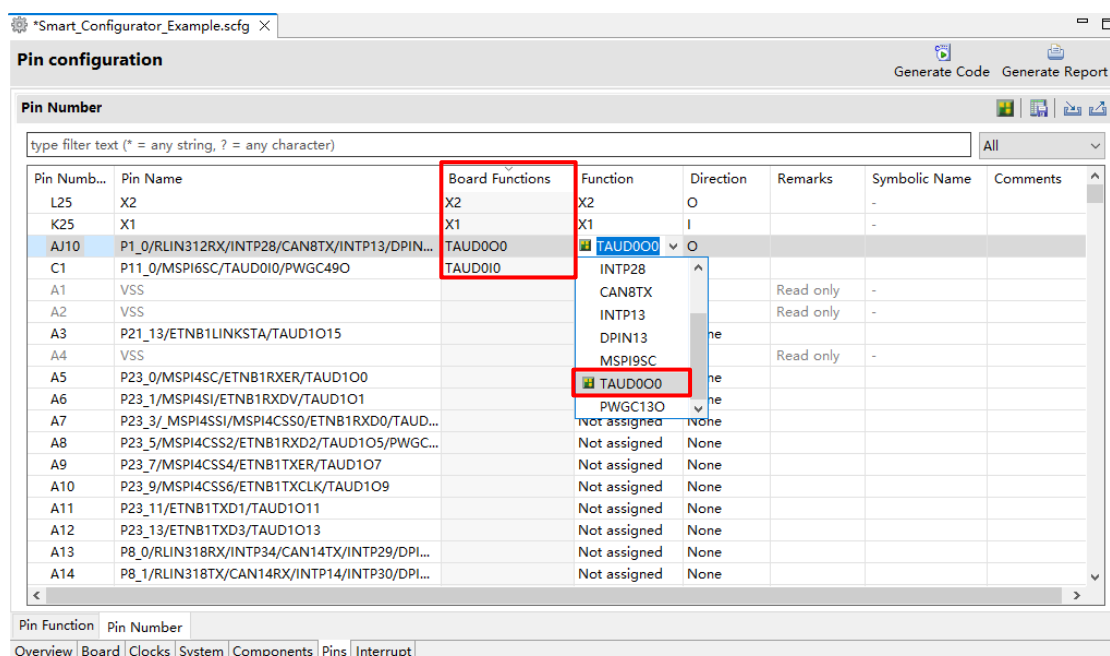 *Smart_Configurator_Example.scfg
Pin configuration
Generate Code Generate Report
Pin Number
type filter text (* = any string, ? = any character) All
Pin Numb... Pin Name Board Functions Function Direction Remarks Symbolic Name Comments
L25 X2 X2 X2 O -
K25 X1 X1 X1 I -
AJ10 P1_0/RLIN312RX/INTP28/CAN8TX/INTP13/DPIN... TAUD0O0 TAUD0O0 O
C1 P11_0/MSPI6SC/TAUD0I0/PWGC49O TAUD0I0 -
A1 VSS Read only -
A2 VSS Read only -
A3 P21_13/ETNB1LINKSTA/TAUD1O15
A4 VSS Read only -
A5 P23_0/MSPI4SC/ETNB1RXER/TAUD1O0
A6 P23_1/MSPI4SI/ETNB1RXDV/TAUD1O1
A7 P23_3/_MSPI4SSI/MSPI4CSS0/ETNB1RXD0/TAUD... Not assigned None
A8 P23_5/MSPI4CSS2/ETNB1RXD2/TAUD1O5/PWGC... Not assigned None
A9 P23_7/MSPI4CSS4/ETNB1TXER/TAUD1O7 Not assigned None
A10 P23_9/MSPI4CSS6/ETNB1TXCLK/TAUD1O9 Not assigned None
A11 P23_11/ETNB1TXD1/TAUD1O11 Not assigned None
A12 P23_13/ETNB1TXD3/TAUD1O13 Not assigned None
A13 P8_0/RLIN318RX/INTP34/CAN14TX/INTP29/DPI... Not assigned None
A14 P8_1/RLIN318TX/CAN14RX/INTP14/INTP30/DPI... Not assigned None
INTP28
CAN8TX
INTP13
DPIN13
MSPI9SC
TAUD0O0
PWGC13O
Pin Function Pin Number
Overview Board Clocks System Components Pins Interrupt